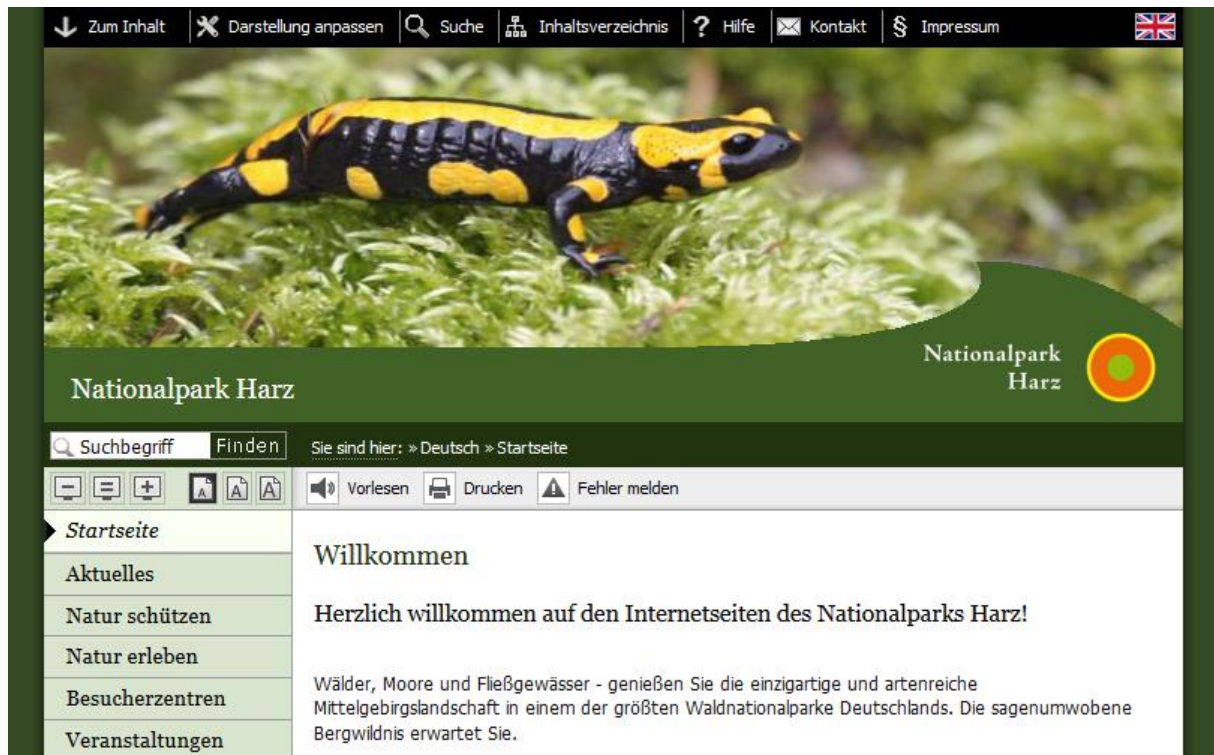 Zum Inhalt Darstellung anpassen Suche Inhaltsverzeichnis ? Hilfe Kontakt § Impressum
Nationalpark
Harz
Nationalpark Harz
Suchbegriff Finden Sie sind hier: » Deutsch » Startseite
A A A Vorlesen Drucken Fehler melden
Startseite
Willkommen
Aktuelles
Herzlich willkommen auf den Internetseiten des Nationalparks Harz!
Natur schützen
Natur erleben
Wälder, Moore und Fließgewässer - genießen Sie die einzigartige und artenreiche
Besucherzentren
Mittelgebirgslandschaft in einem der größten Waldnationalparke Deutschlands. Die sagenumwobene
Bergwildnis erwartet Sie.
Veranstaltungen